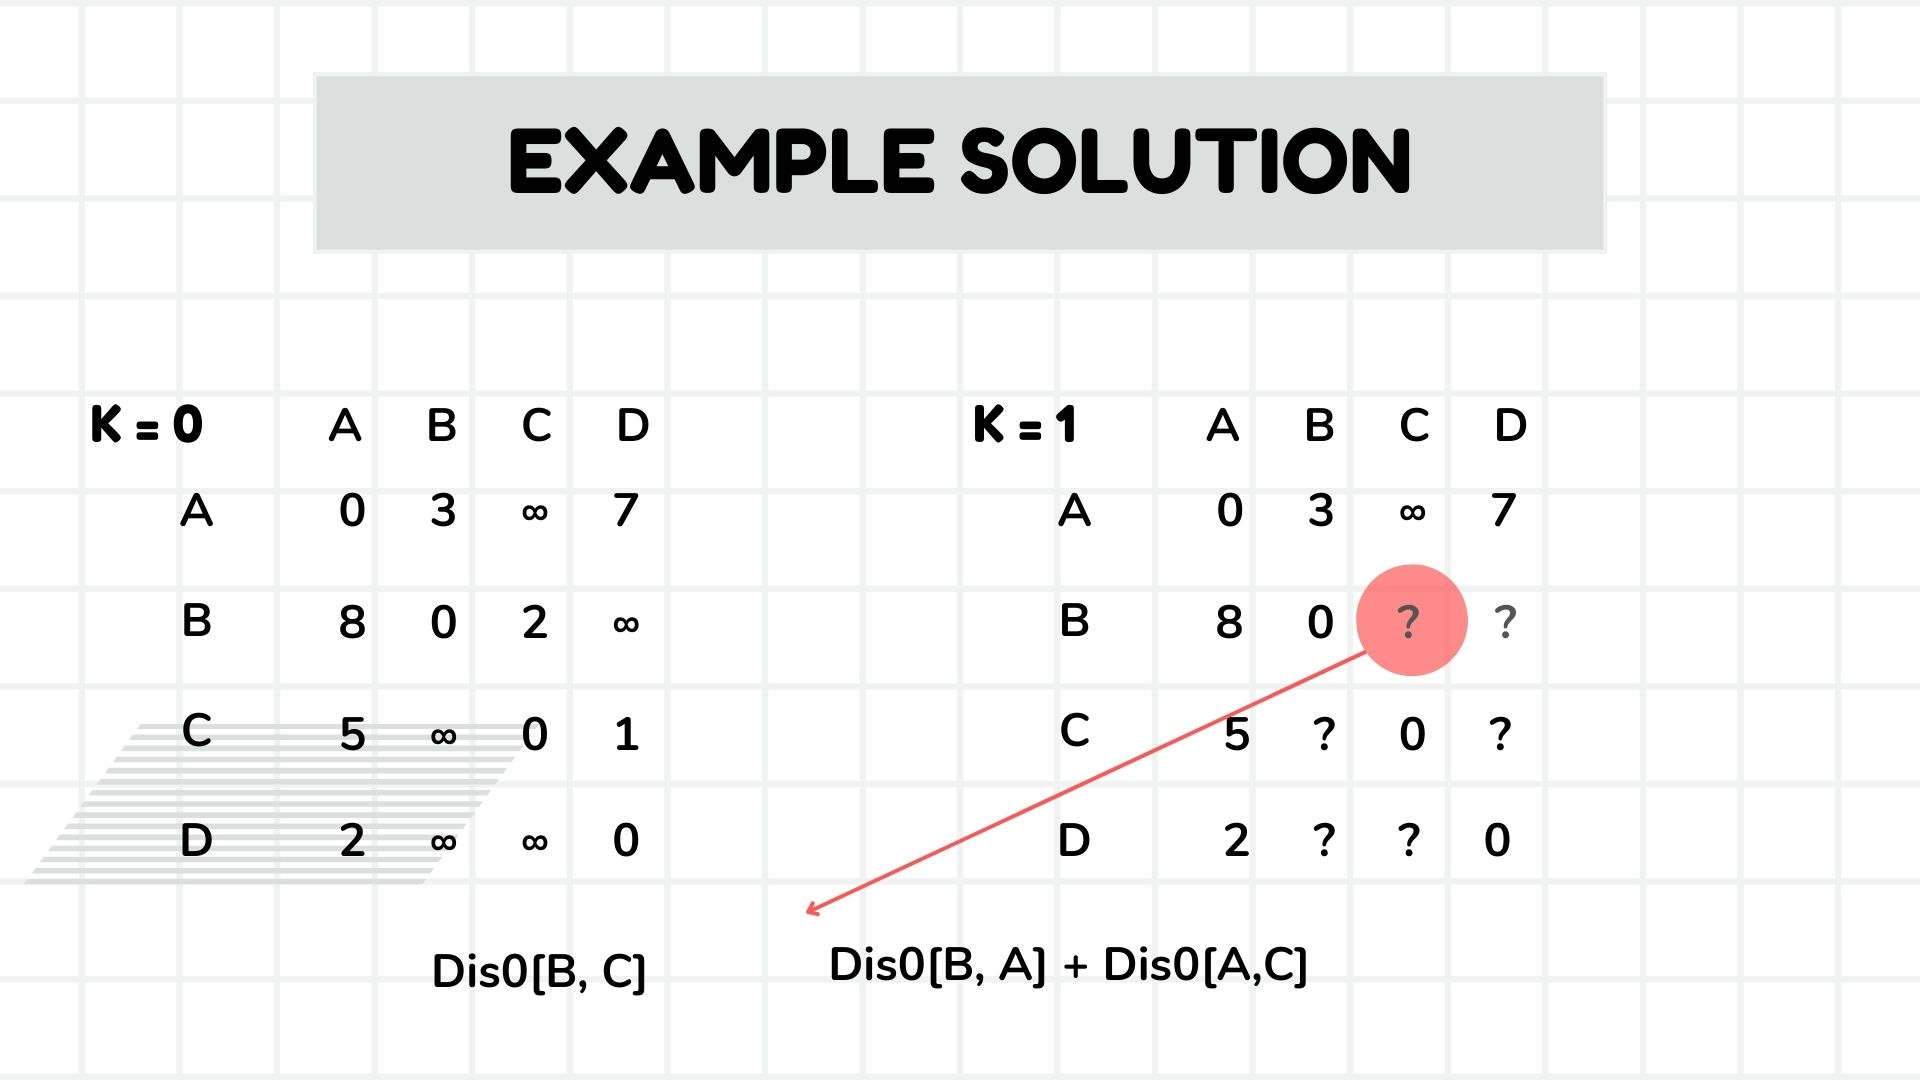 EXAMPLE SOLUTION
K = 0 A B C D
A 0 3 ∞ 7
B 8 0 2 ∞
C 5 ∞ 0 1
D 2 ∞ ∞ 0
K = 1 A B C D
A 0 3 ∞ 7
B 8 0 ? ?
C 5 ? 0 ?
D 2 ? ? 0
Dis0[B, C]
Dis0[B, A] + Dis0[A,C]